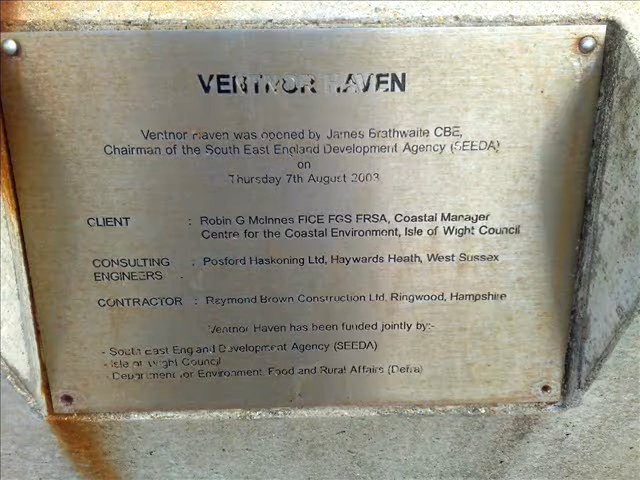 VENTNOR HAVEN
Ventnor Haven was opened by James Brathwaite CBE,
Chairman of the South East England Development Agency (SEEDA)
on
Thursday 7th August 2003
CLIENT : Robin G McInnes FICE FGS FRSA, Coastal Manager
Centre for the Coastal Environment, Isle of Wight Council
CONSULTING : Posford Haskoning Ltd, Haywards Heath, West Sussex
ENGINEERS
CONTRACTOR : Raymond Brown Construction Ltd, Ringwood, Hampshire
Ventnor Haven has been funded jointly by:-
- South East England Development Agency (SEEDA)
- Isle of Wight Council
- Department for Environment, Food and Rural Affairs (Defra)